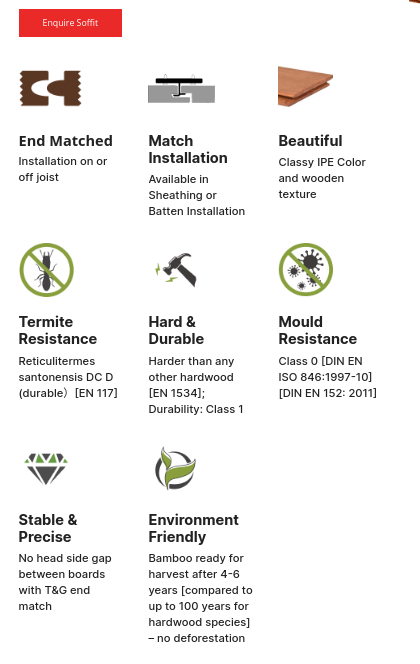 Enquire Soffit
End Matched
Installation on or
off joist
Match
Installation
Available in
Sheathing or
Batten Installation
Beautiful
Classy IPE Color
and wooden
texture
Termite
Resistance
Reticulitermes
santonensis DC D
(durable）[EN 117]
Hard &
Durable
Harder than any
other hardwood
[EN 1534];
Durability: Class 1
Mould
Resistance
Class 0 [DIN EN
ISO 846:1997-10]
[DIN EN 152: 2011]
Stable &
Precise
No head side gap
between boards
with T&G end
match
Environment
Friendly
Bamboo ready for
harvest after 4-6
years [compared to
up to 100 years for
hardwood species]
– no deforestation